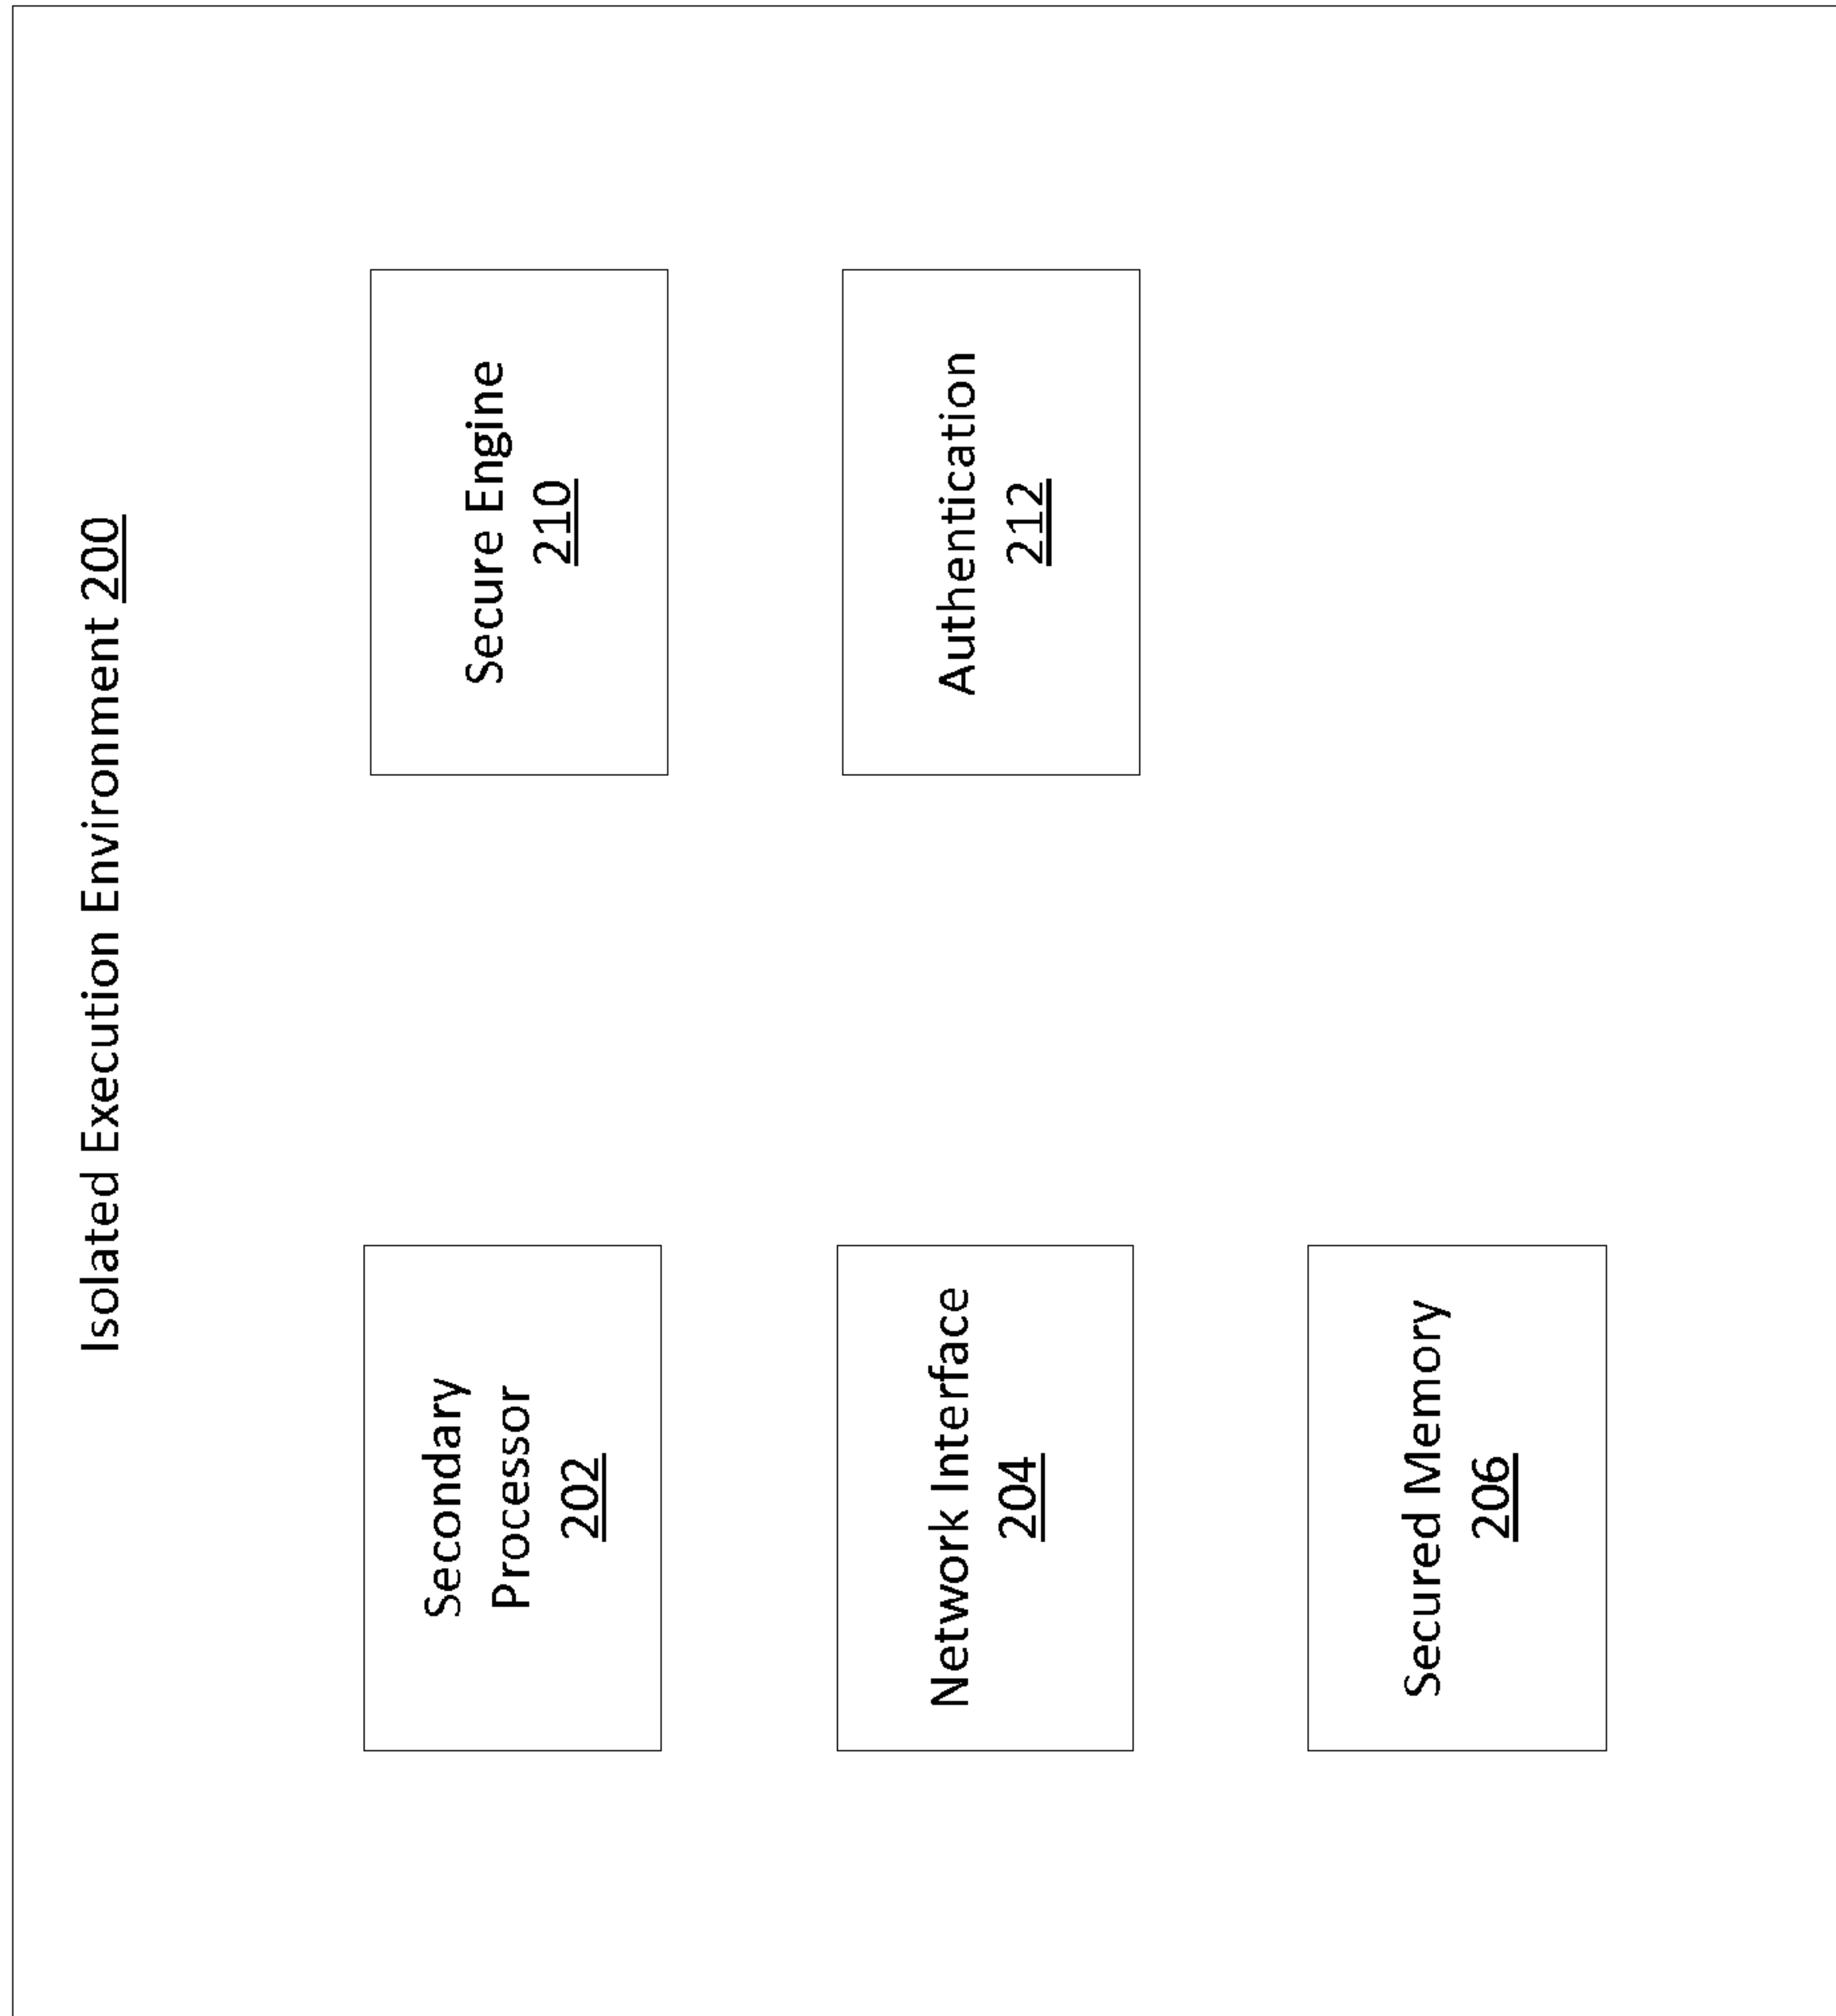 Isolated Execution Environment 200
Secondary
Processor
202
Network Interface
204
Secured Memory
206
Secure Engine
210
Authentication
212